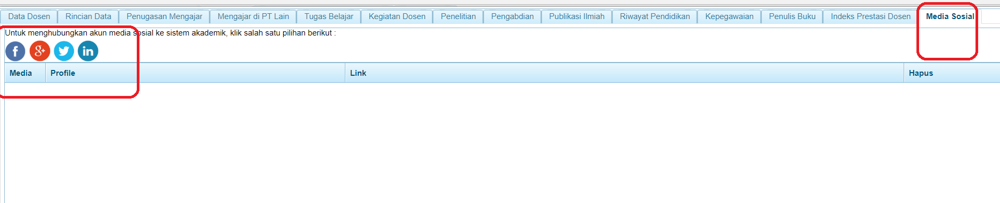 Data Dosen Rincian Data Penugasan Mengajar Mengajar di PT Lain Tugas Belajar Kegiatan Dosen Penelitian Pengabdian Publikasi Ilmiah Riwayat Pendidikan Kepegawaian Penulis Buku Indeks Prestasi Dosen Media Sosial
Untuk menghubungkan akun media sosial ke sistem akademik, klik salah satu pilihan berikut :
f g+ in
Media Profile Link Hapus